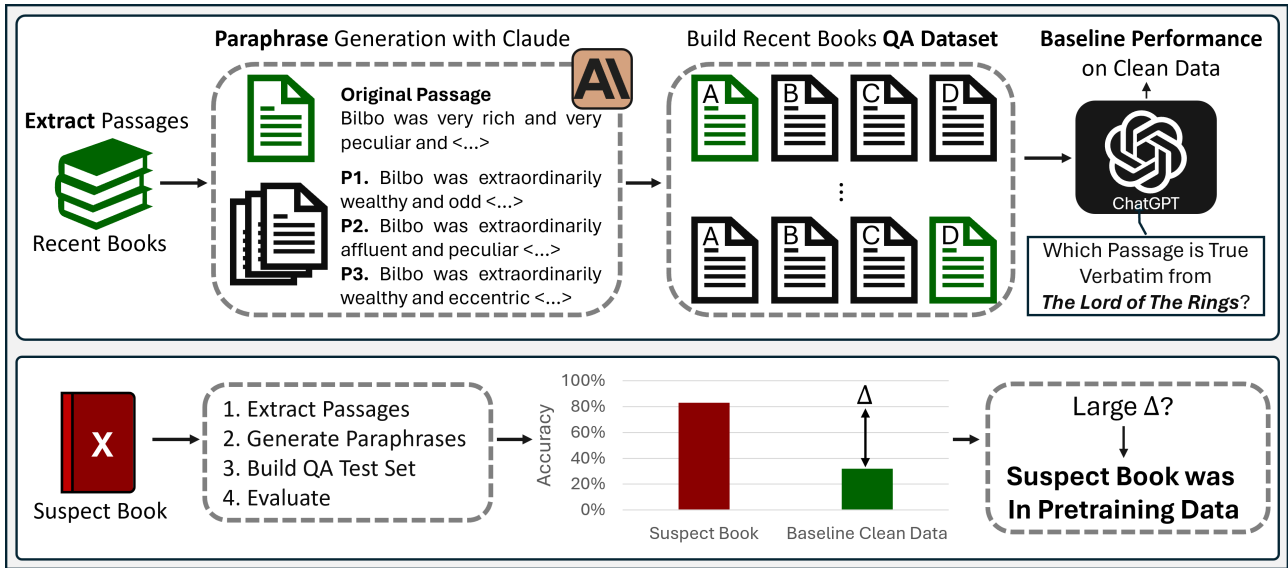 Extract Passages
Recent Books
Paraphrase Generation with Claude
AI
Original Passage
Bilbo was very rich and very
peculiar and <...>
P1. Bilbo was extraordinarily
wealthy and odd <...>
P2. Bilbo was extraordinarily
affluent and peculiar <...>
P3. Bilbo was extraordinarily
wealthy and eccentric <...>
Build Recent Books QA Dataset
A B C D
⋮
A B C D
Baseline Performance
on Clean Data
ChatGPT
Which Passage is True
Verbatim from
The Lord of The Rings?
X
Suspect Book
1. Extract Passages
2. Generate Paraphrases
3. Build QA Test Set
4. Evaluate
Accuracy
100%
80%
60%
40%
20%
0%
Δ
Suspect Book
Baseline Clean Data
Large Δ?
Suspect Book was
In Pretraining Data